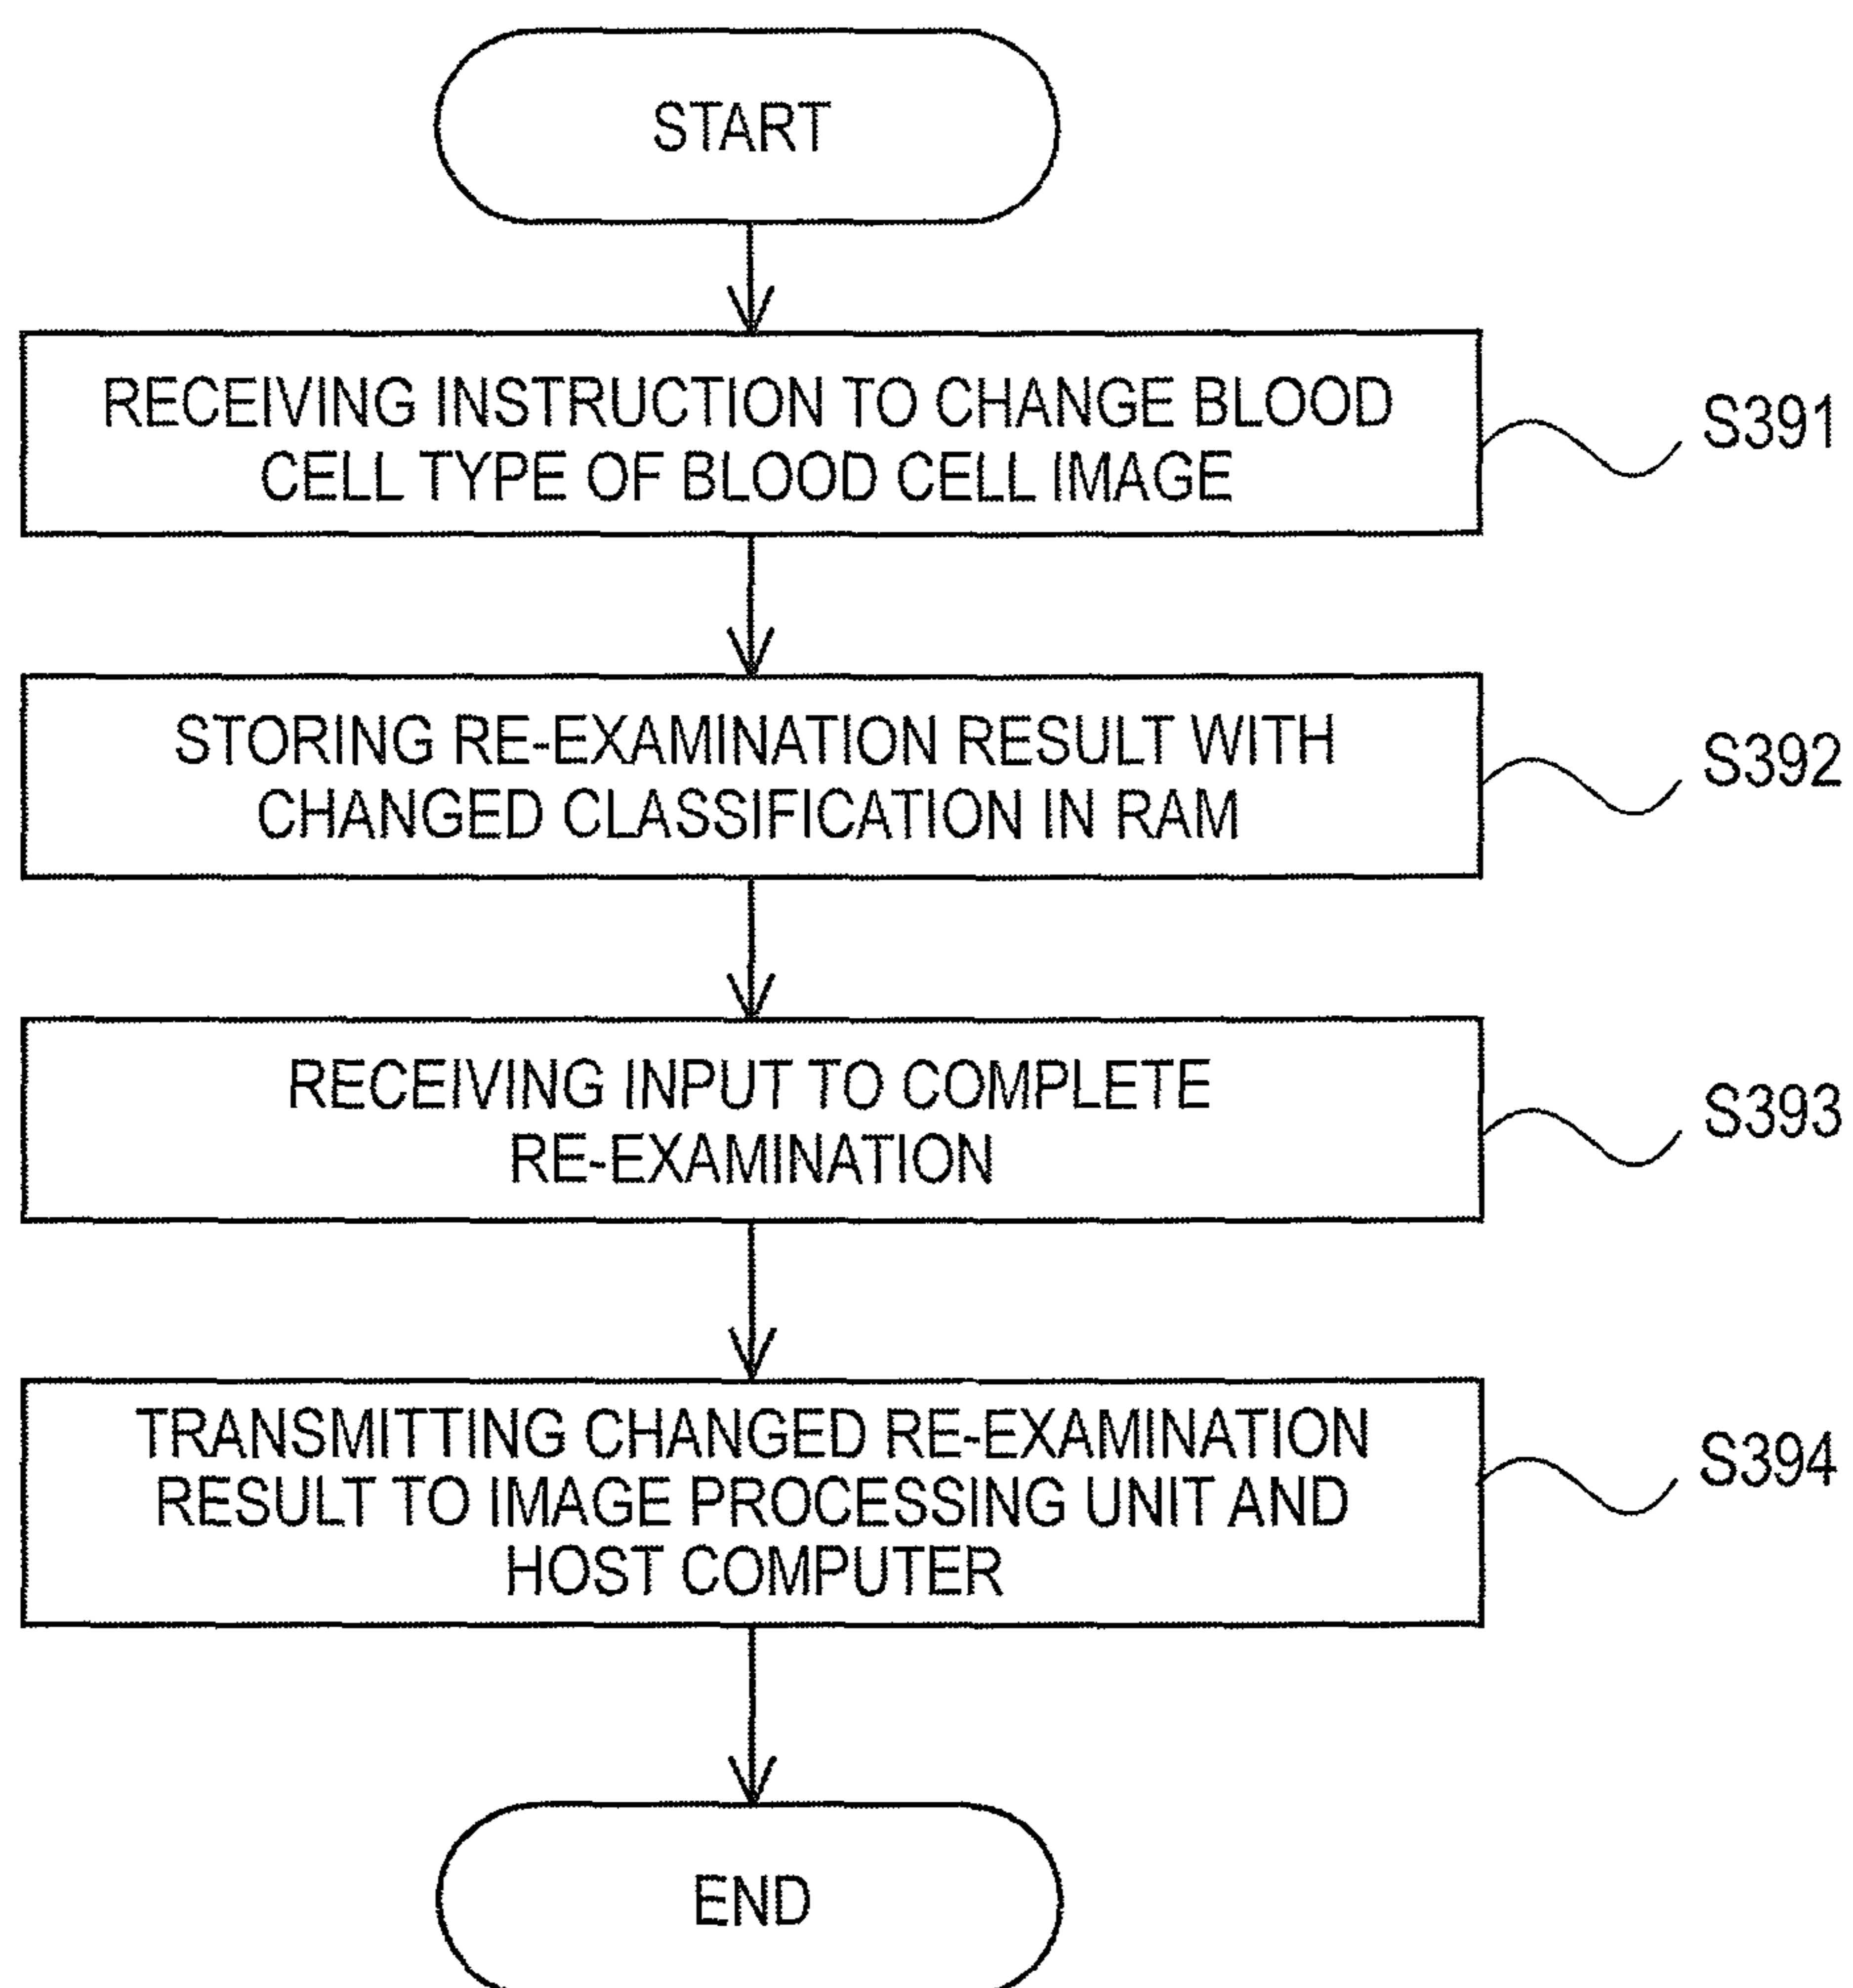 START
RECEIVING INSTRUCTION TO CHANGE BLOOD
CELL TYPE OF BLOOD CELL IMAGE
S391
STORING RE-EXAMINATION RESULT WITH
CHANGED CLASSIFICATION IN RAM
S392
RECEIVING INPUT TO COMPLETE
RE-EXAMINATION
S393
TRANSMITTING CHANGED RE-EXAMINATION
RESULT TO IMAGE PROCESSING UNIT AND
HOST COMPUTER
S394
END